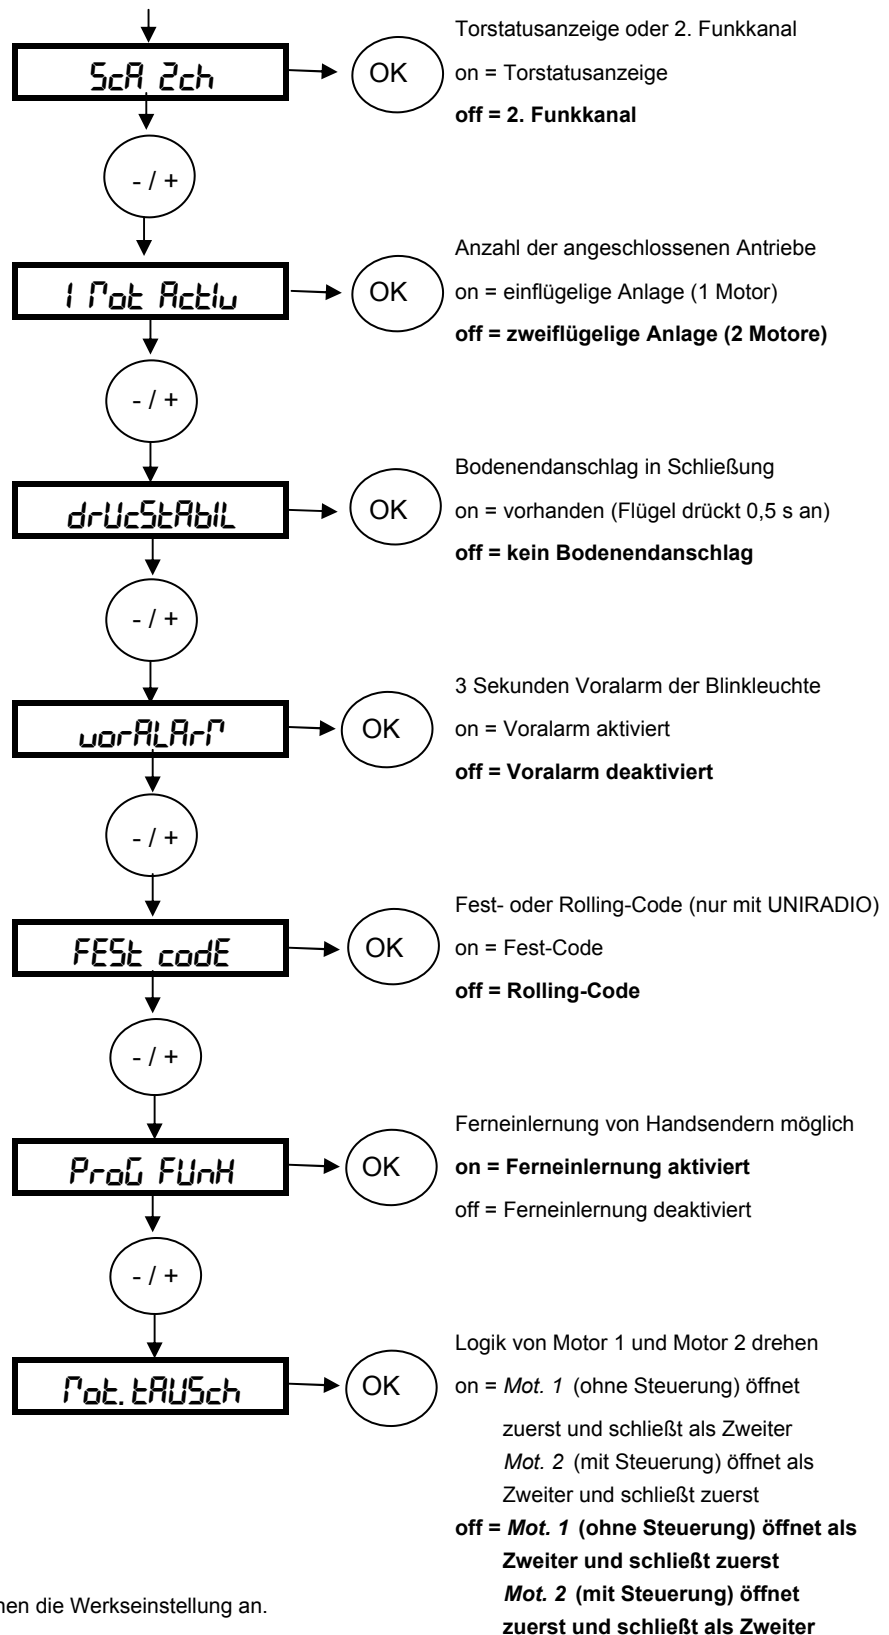 Torstatusanzeige oder 2. Funkkanal
ScA 2ch
OK
on = Torstatusanzeige
off = 2. Funkkanal
- / +
Anzahl der angeschlossenen Antriebe
1 Mot ActIv
OK
on = einflügelige Anlage (1 Motor)
off = zweiflügelige Anlage (2 Motore)
- / +
Bodenendanschlag in Schließung
drUcStAbIL
OK
on = vorhanden (Flügel drückt 0,5 s an)
off = kein Bodenendanschlag
- / +
3 Sekunden Voralarm der Blinkleuchte
vorALArM
OK
on = Voralarm aktiviert
off = Voralarm deaktiviert
- / +
Fest- oder Rolling-Code (nur mit UNIRADIO)
FESt codE
OK
on = Fest-Code
off = Rolling-Code
- / +
Ferneinlernung von Handsendern möglich
ProG FUnH
OK
on = Ferneinlernung aktiviert
off = Ferneinlernung deaktiviert
- / +
Logik von Motor 1 und Motor 2 drehen
Mot. tAUSch
OK
on = Mot. 1 (ohne Steuerung) öffnet
zuerst und schließt als Zweiter
Mot. 2 (mit Steuerung) öffnet als
Zweiter und schließt zuerst
off = Mot. 1 (ohne Steuerung) öffnet als
Zweiter und schließt zuerst
Mot. 2 (mit Steuerung) öffnet
zuerst und schließt als Zweiter
die Werkseinstellung an.